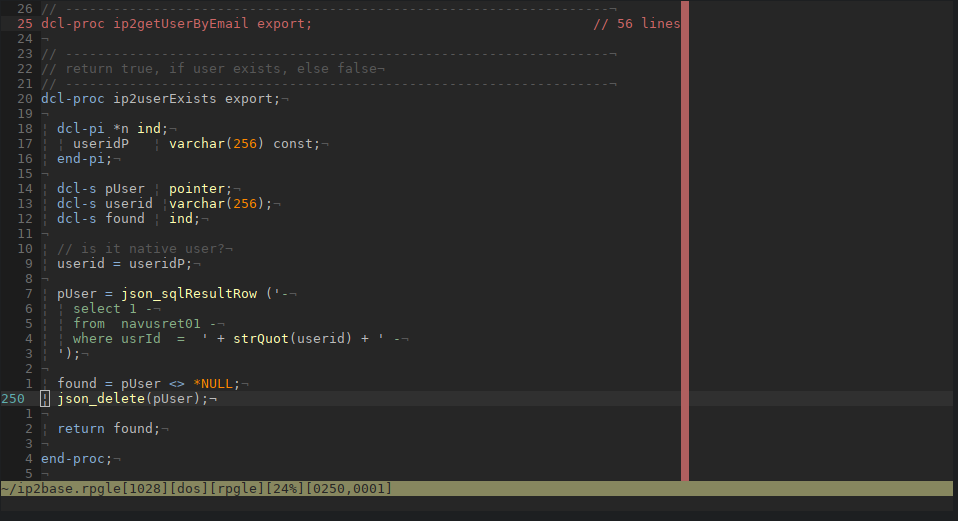 26 // --------------------------------------------------------------------¬
25 dcl-proc ip2getUserByEmail export;                                   // 56 lines
24 ¬
23 // --------------------------------------------------------------------¬
22 // return true, if user exists, else false¬
21 // --------------------------------------------------------------------¬
20 dcl-proc ip2userExists export;¬
19 ¬
18 ¦ dcl-pi *n ind;¬
17 ¦ ¦ useridP   ¦ varchar(256) const;¬
16 ¦ end-pi;¬
15 ¬
14 ¦ dcl-s pUser ¦ pointer;¬
13 ¦ dcl-s userid ¦varchar(256);¬
12 ¦ dcl-s found ¦ ind;¬
11 ¬
10 ¦ // is it native user?¬
9 ¦ userid = useridP;¬
8 ¬
7 ¦ pUser = json_sqlResultRow ('-¬
6 ¦ ¦ select 1 -¬
5 ¦ ¦ from  navusret01 -¬
4 ¦ ¦ where usrId  =  ' + strQuot(userid) + ' -¬
3 ¦ ');¬
2 ¬
1 ¦ found = pUser <> *NULL;¬
250 ¦ json_delete(pUser);¬
1 ¬
2 ¦ return found;¬
3 ¬
4 end-proc;¬
5 ¬
~/ip2base.rpgle[1028][dos][rpgle][24%][0250,0001]